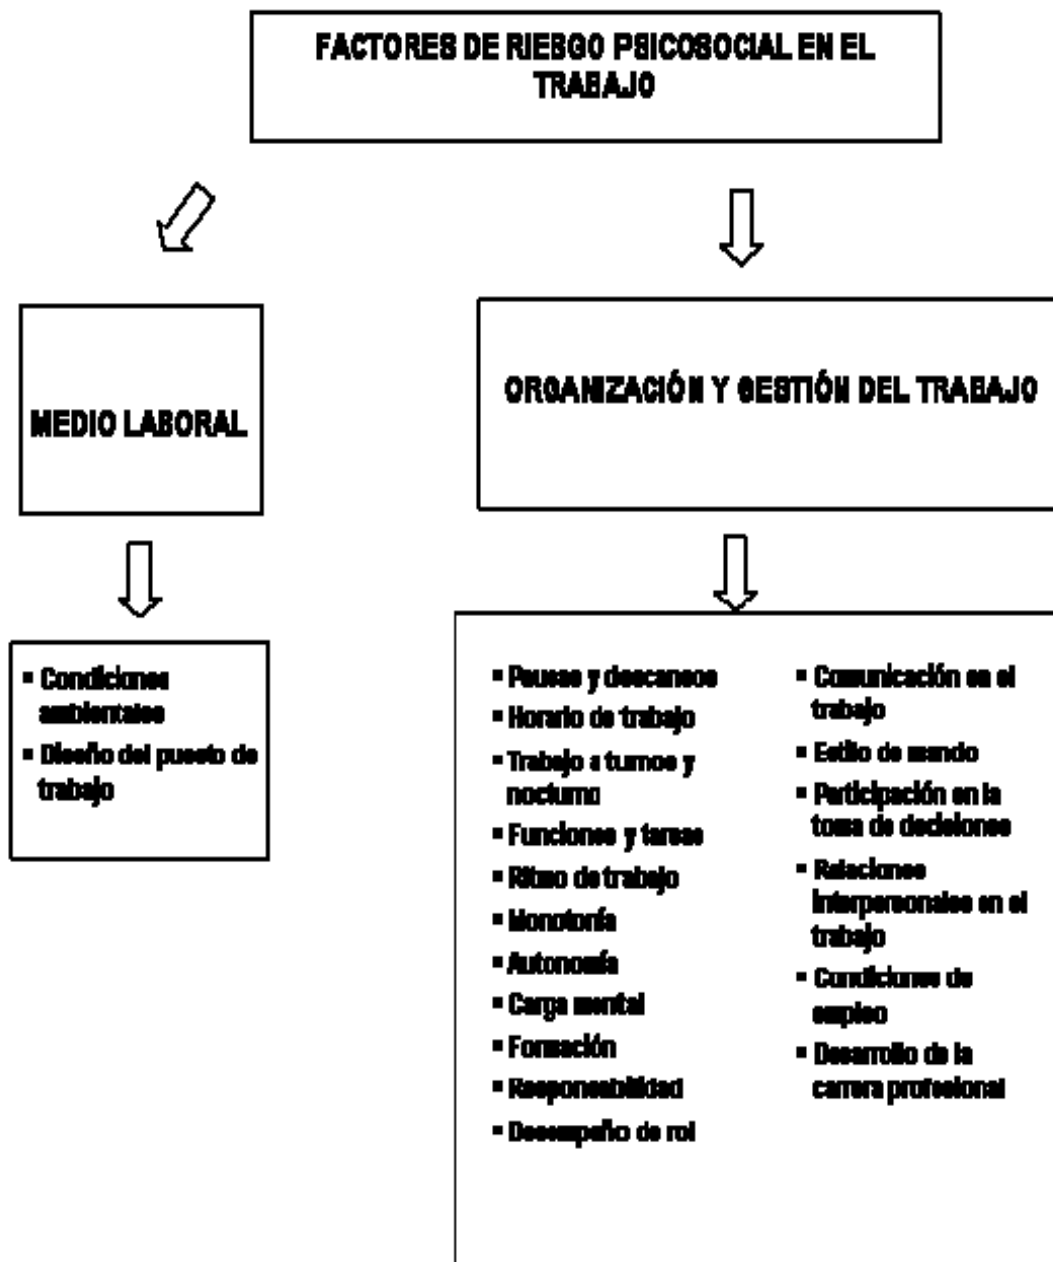 FACTORES DE RIESGO PSICOSOCIAL EN EL
TRABAJO
MEDIO LABORAL
ORGANIZACIÓN Y GESTIÓN DEL TRABAJO
▪ Condiciones
ambientales
▪ Diseño del puesto de
trabajo
▪ Pausas y descansos
▪ Horario de trabajo
▪ Trabajo a turnos y
nocturno
▪ Funciones y tareas
▪ Ritmo de trabajo
▪ Monotonía
▪ Autonomía
▪ Carga mental
▪ Formación
▪ Responsabilidad
▪ Desempeño de rol
▪ Comunicación en el
trabajo
▪ Estilo de mando
▪ Participación en la
toma de decisiones
▪ Relaciones
interpersonales en el
trabajo
▪ Condiciones de
empleo
▪ Desarrollo de la
carrera profesional